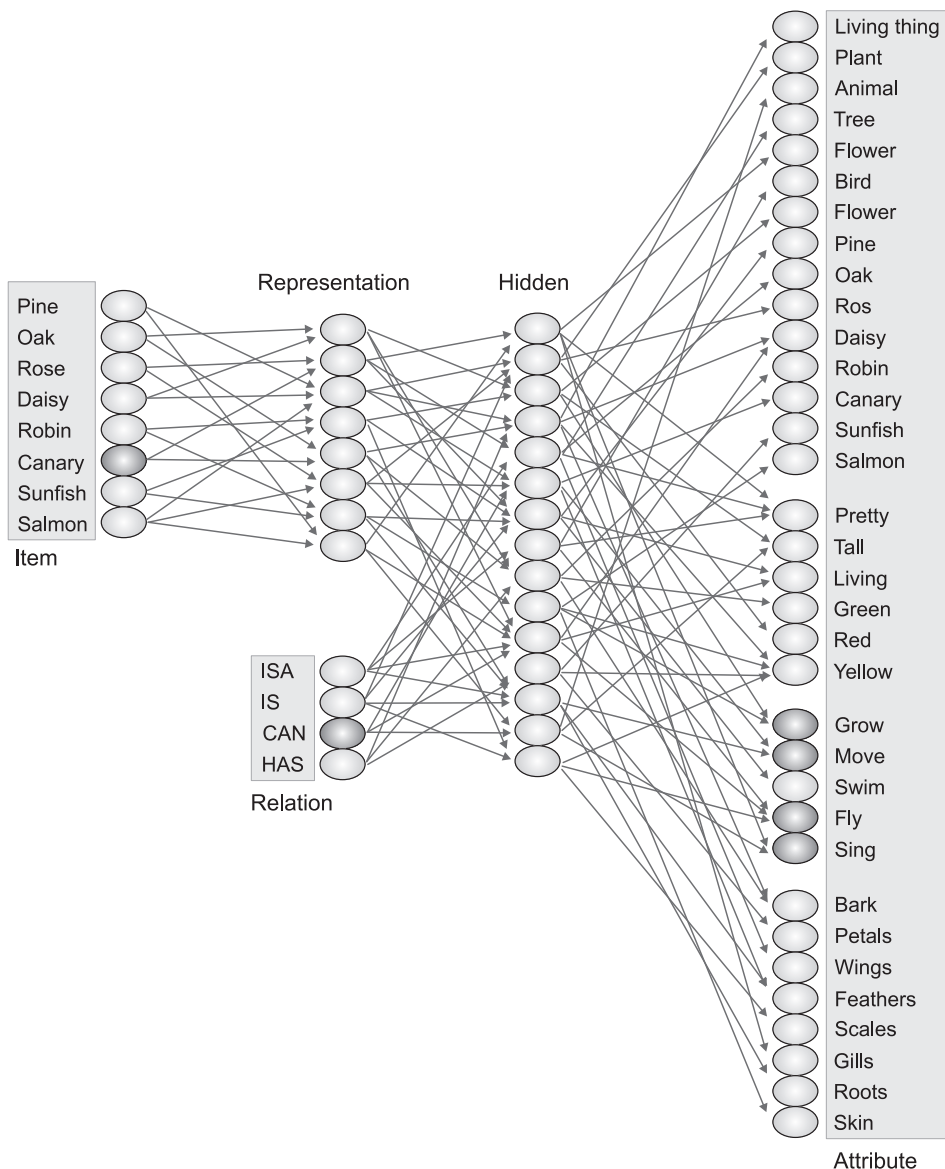 Living thing
Plant
Animal
Tree
Flower
Bird
Flower
Pine
Oak
Ros
Daisy
Robin
Canary
Sunfish
Salmon
Pretty
Tall
Living
Green
Red
Yellow
Grow
Move
Swim
Fly
Sing
Bark
Petals
Wings
Feathers
Scales
Gills
Roots
Skin
Attribute
Representation
Hidden
Pine
Oak
Rose
Daisy
Robin
Canary
Sunfish
Salmon
Item
ISA
IS
CAN
HAS
Relation